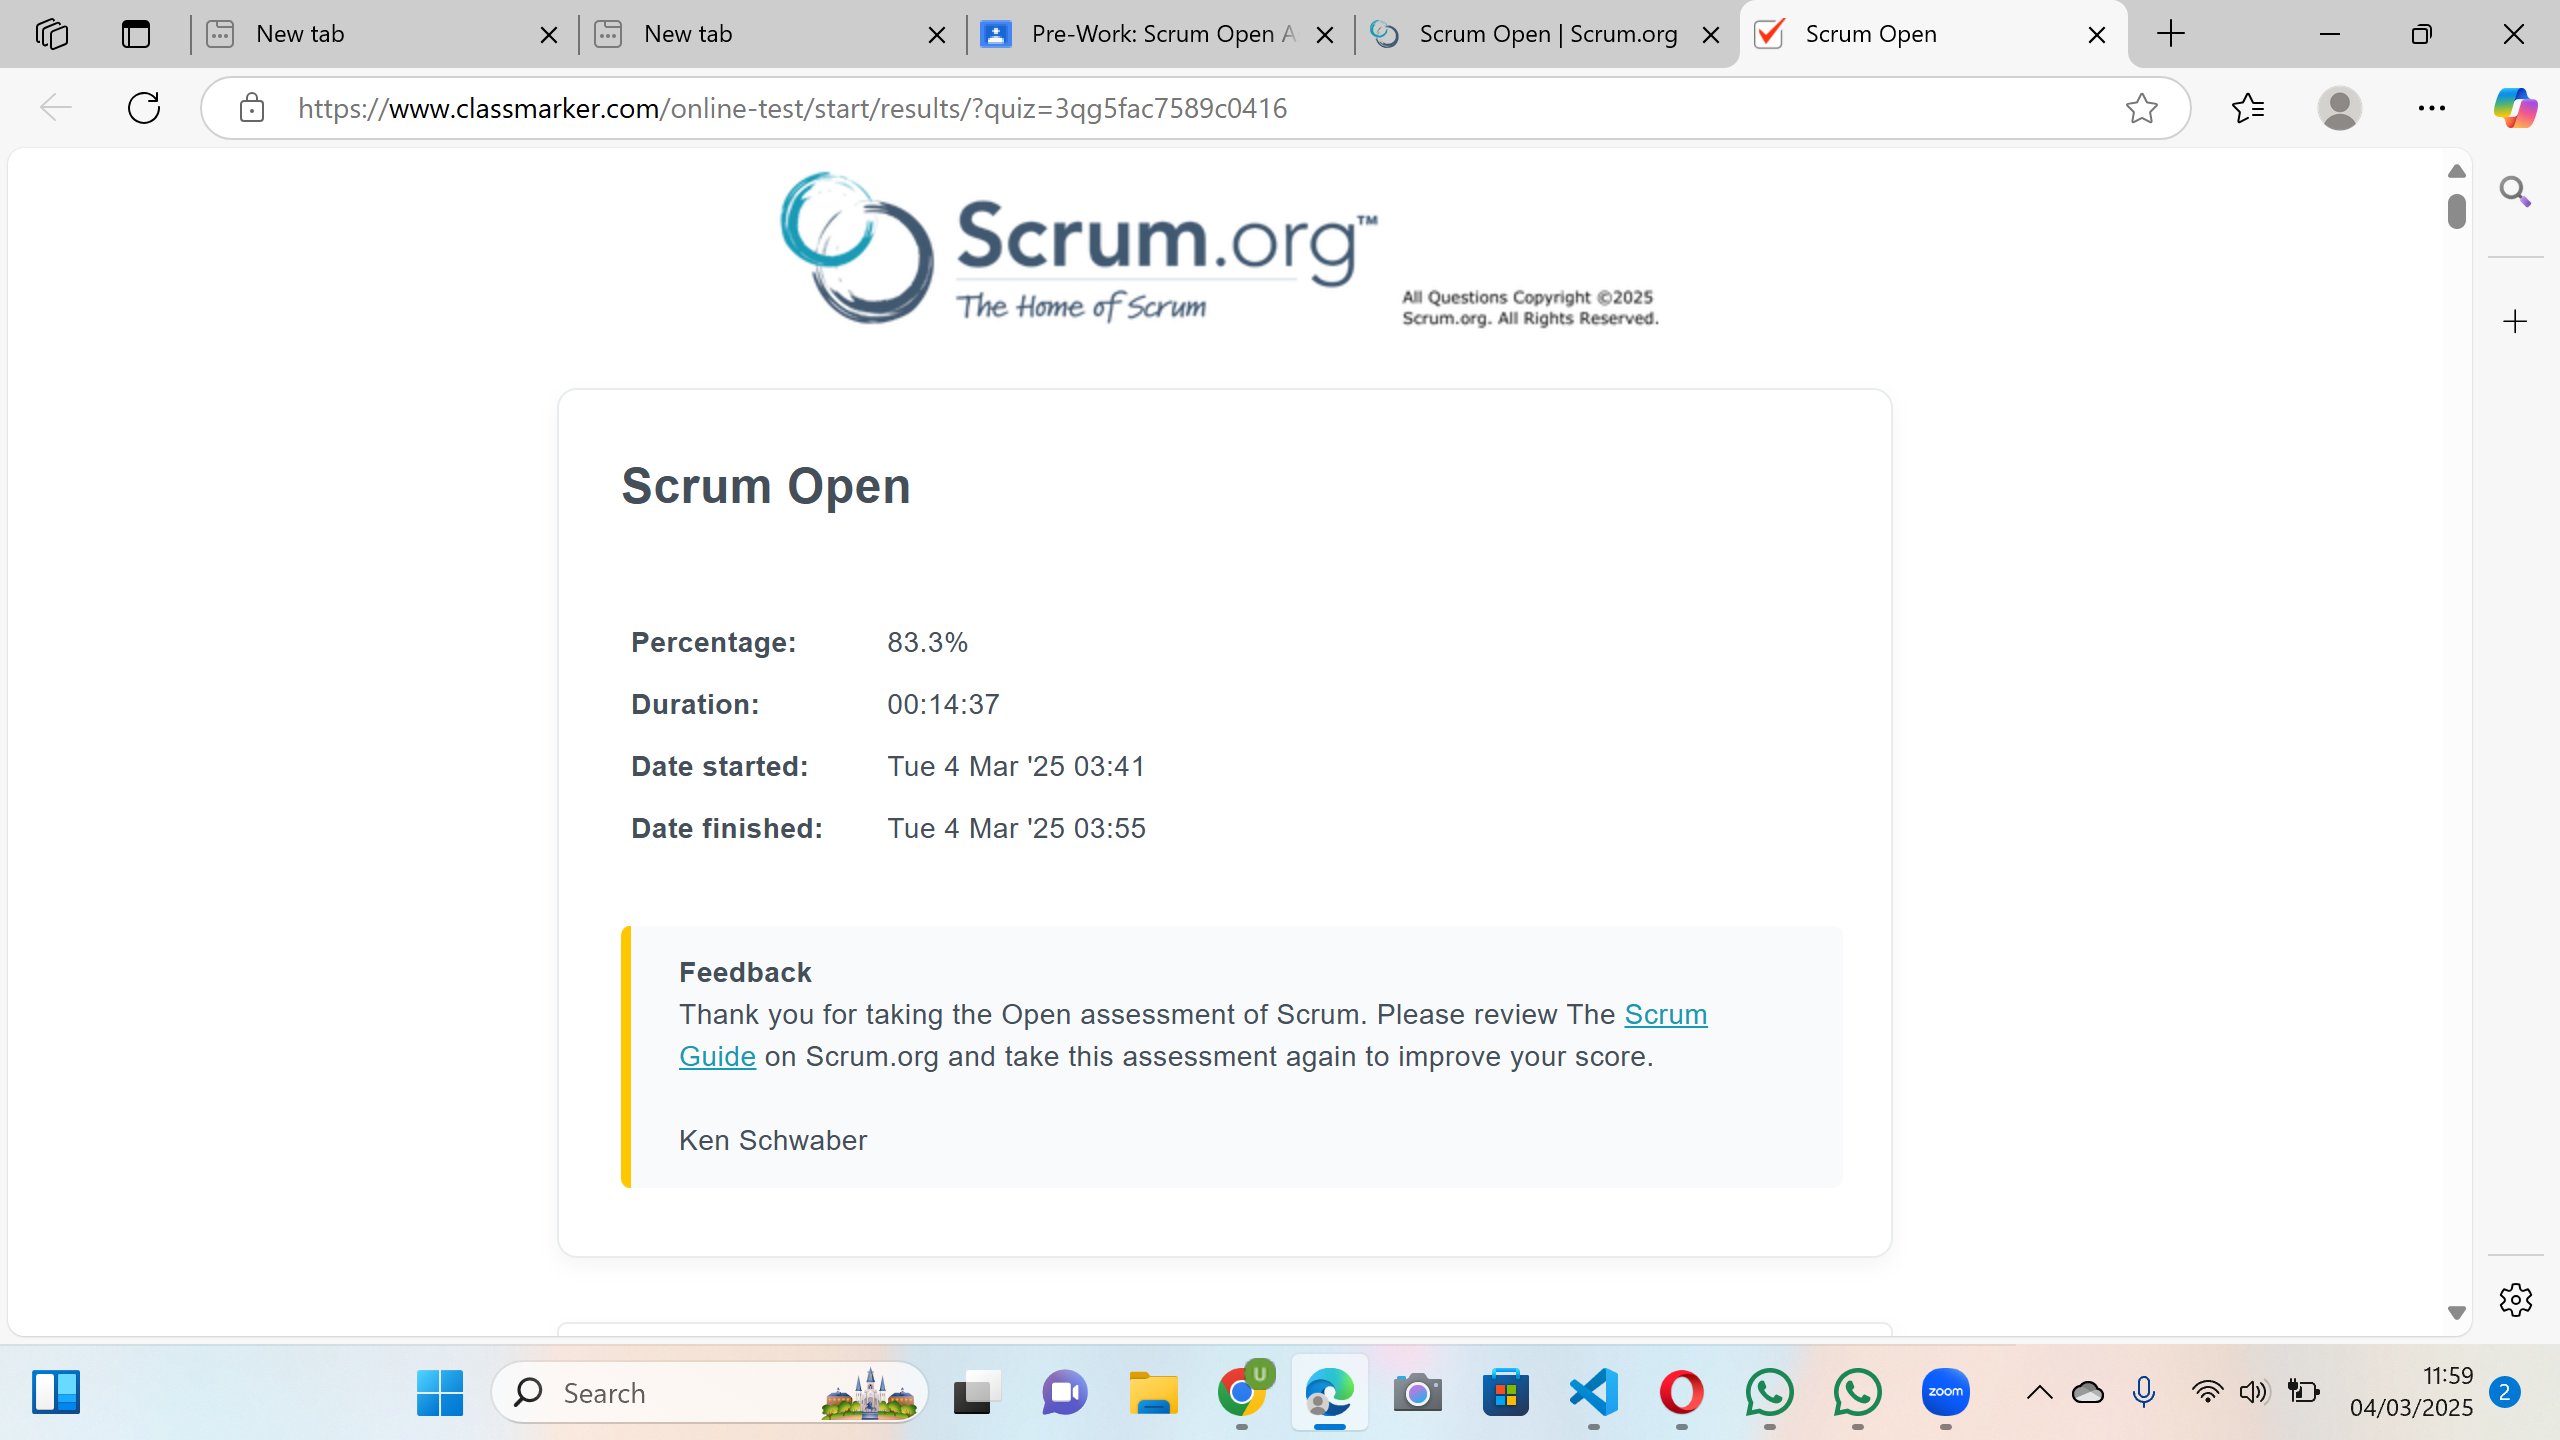 New tab
New tab
Pre-Work: Scrum Open A
Scrum Open | Scrum.org
Scrum Open
https://www.classmarker.com/online-test/start/results/?quiz=3qg5fac7589c0416
Scrum.org™
The Home of Scrum
All Questions Copyright ©2025
Scrum.org. All Rights Reserved.
Scrum Open
Percentage: 83.3%
Duration: 00:14:37
Date started: Tue 4 Mar '25 03:41
Date finished: Tue 4 Mar '25 03:55
Feedback
Thank you for taking the Open assessment of Scrum. Please review The Scrum
Guide on Scrum.org and take this assessment again to improve your score.
Ken Schwaber
Search
U
zoom
11:59
04/03/2025
2